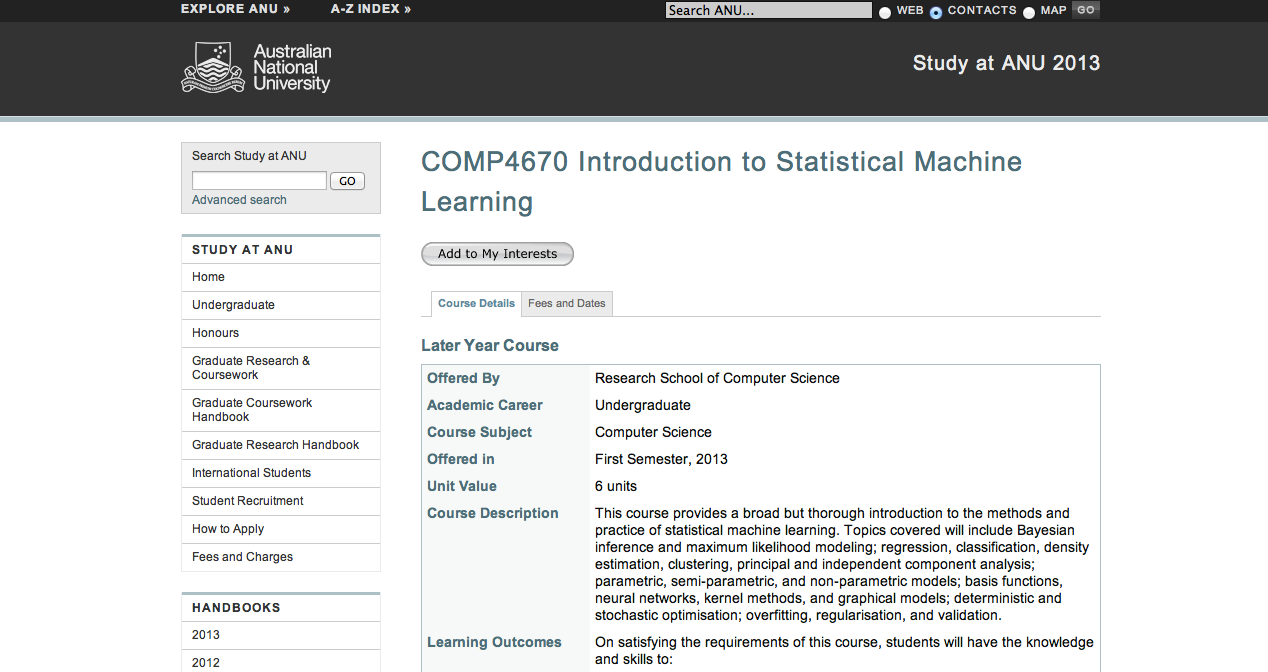 EXPLORE ANU » A-Z INDEX » Search ANU... WEB CONTACTS MAP GO
Australian
National
University
Study at ANU 2013
Search Study at ANU
GO
Advanced search
STUDY AT ANU
Home
Undergraduate
Honours
Graduate Research &
Coursework
Graduate Coursework
Handbook
Graduate Research Handbook
International Students
Student Recruitment
How to Apply
Fees and Charges
HANDBOOKS
2013
2012
COMP4670 Introduction to Statistical Machine
Learning
Add to My Interests
Course Details Fees and Dates
Later Year Course
Offered By Research School of Computer Science
Academic Career Undergraduate
Course Subject Computer Science
Offered in First Semester, 2013
Unit Value 6 units
Course Description This course provides a broad but thorough introduction to the methods and
practice of statistical machine learning. Topics covered will include Bayesian
inference and maximum likelihood modeling; regression, classification, density
estimation, clustering, principal and independent component analysis;
parametric, semi-parametric, and non-parametric models; basis functions,
neural networks, kernel methods, and graphical models; deterministic and
stochastic optimisation; overfitting, regularisation, and validation.
Learning Outcomes On satisfying the requirements of this course, students will have the knowledge
and skills to: